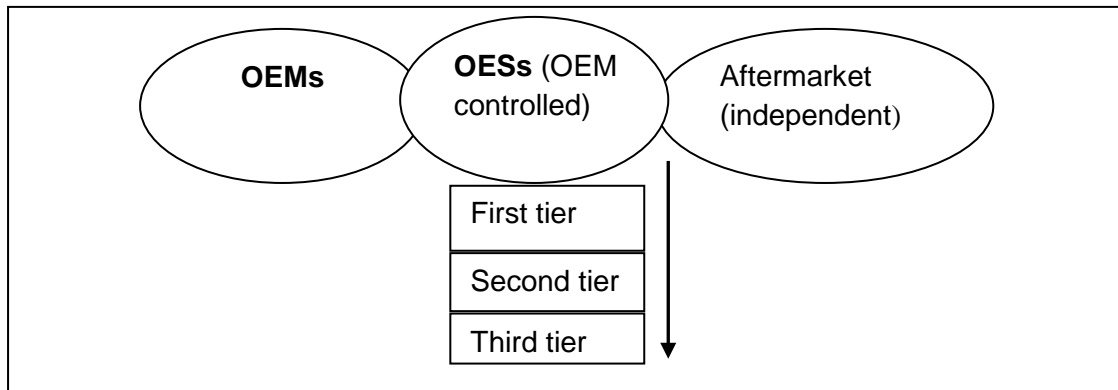 OEMs
OESs (OEM
controlled)
Aftermarket
(independent)
First tier
Second tier
Third tier